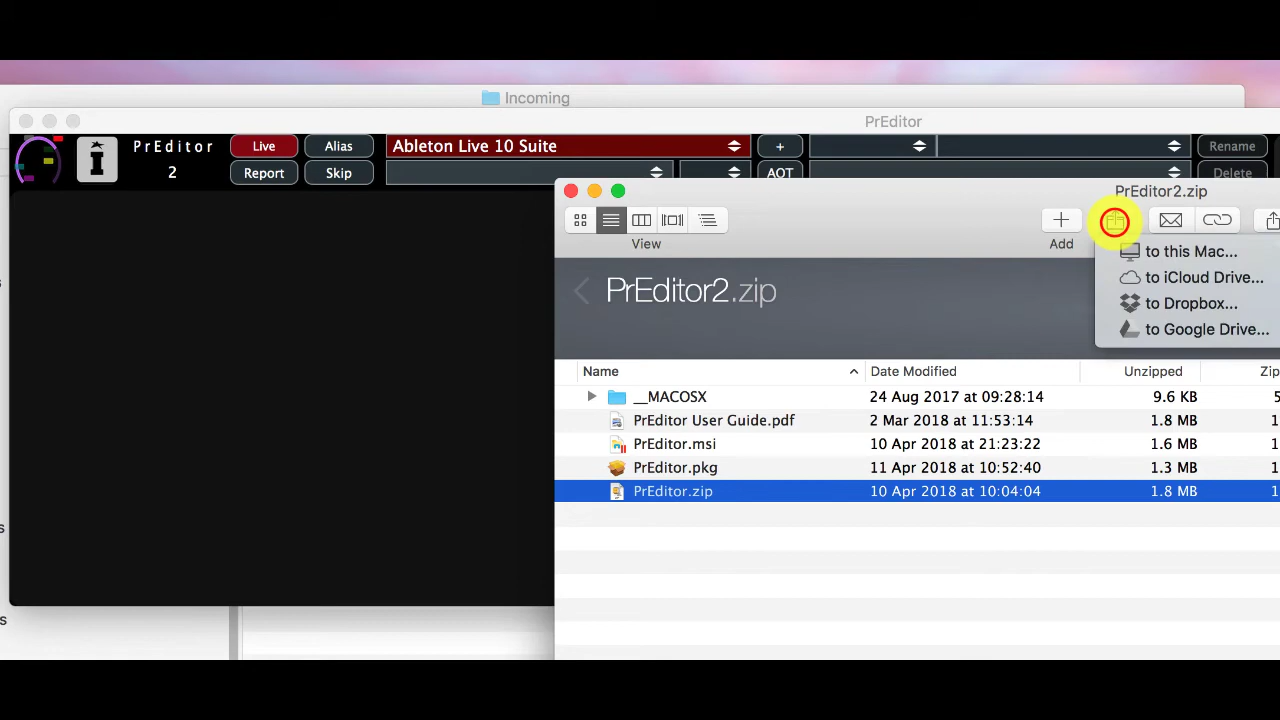 Incoming
PrEditor
PrEditor
2
Live
Alias
Ableton Live 10 Suite
+
Rename
Report
Skip
AOT
Delete
PrEditor2.zip
View
Add
to this Mac...
to iCloud Drive...
to Dropbox...
to Google Drive...
PrEditor2.zip
Name Date Modified Unzipped Zip
__MACOSX 24 Aug 2017 at 09:28:14 9.6 KB 5
PrEditor User Guide.pdf 2 Mar 2018 at 11:53:14 1.8 MB 1
PrEditor.msi 10 Apr 2018 at 21:23:22 1.6 MB 1
PrEditor.pkg 11 Apr 2018 at 10:52:40 1.3 MB 1
PrEditor.zip 10 Apr 2018 at 10:04:04 1.8 MB 1
s
s